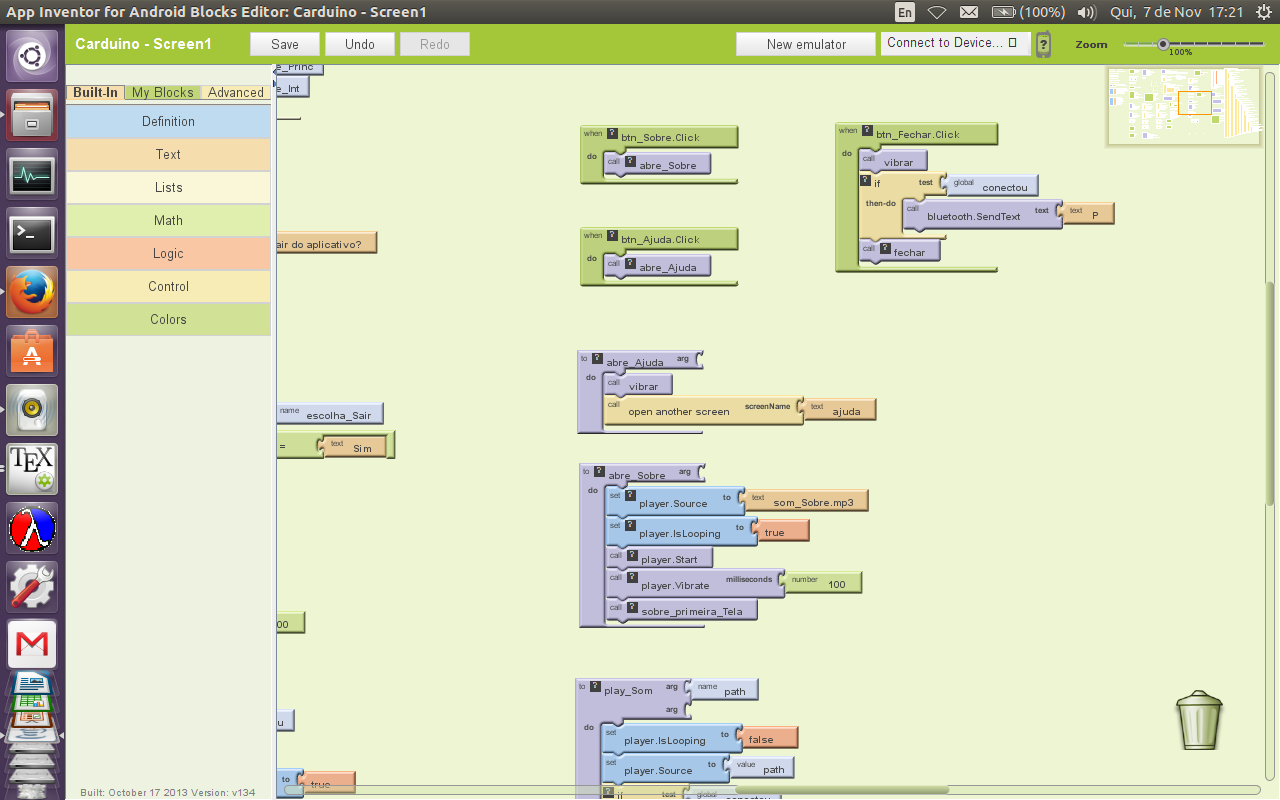 App Inventor for Android Blocks Editor: Carduino - Screen1
En (100%) Qui, 7 de Nov 17:21
Carduino - Screen1 Save Undo Redo New emulator Connect to Device... Zoom
100%
Built-In My Blocks Advanced
Definition
Text
Lists
Math
Logic
Control
Colors
e_Princ
e_Int
air do aplicativo?
name escolha_Sair
= text Sim
00
u
to true
when ? btn_Sobre.Click
do call ? abre_Sobre
when ? btn_Ajuda.Click
do call ? abre_Ajuda
when ? btn_Fechar.Click
do call vibrar
? if test global conectou
then-do call bluetooth.SendText text text P
call ? fechar
to ? abre_Ajuda arg
do call vibrar
call open another screen screenName text ajuda
to ? abre_Sobre arg
do set ? player.Source to text som_Sobre.mp3
set ? player.IsLooping to true
call ? player.Start
call ? player.Vibrate milliseconds number 100
call ? sobre_primeira_Tela
to ? play_Som arg name path
arg
do set player.IsLooping to false
set player.Source to value path
? if test global conectou
TEX
Built: October 17 2013 Version: v134